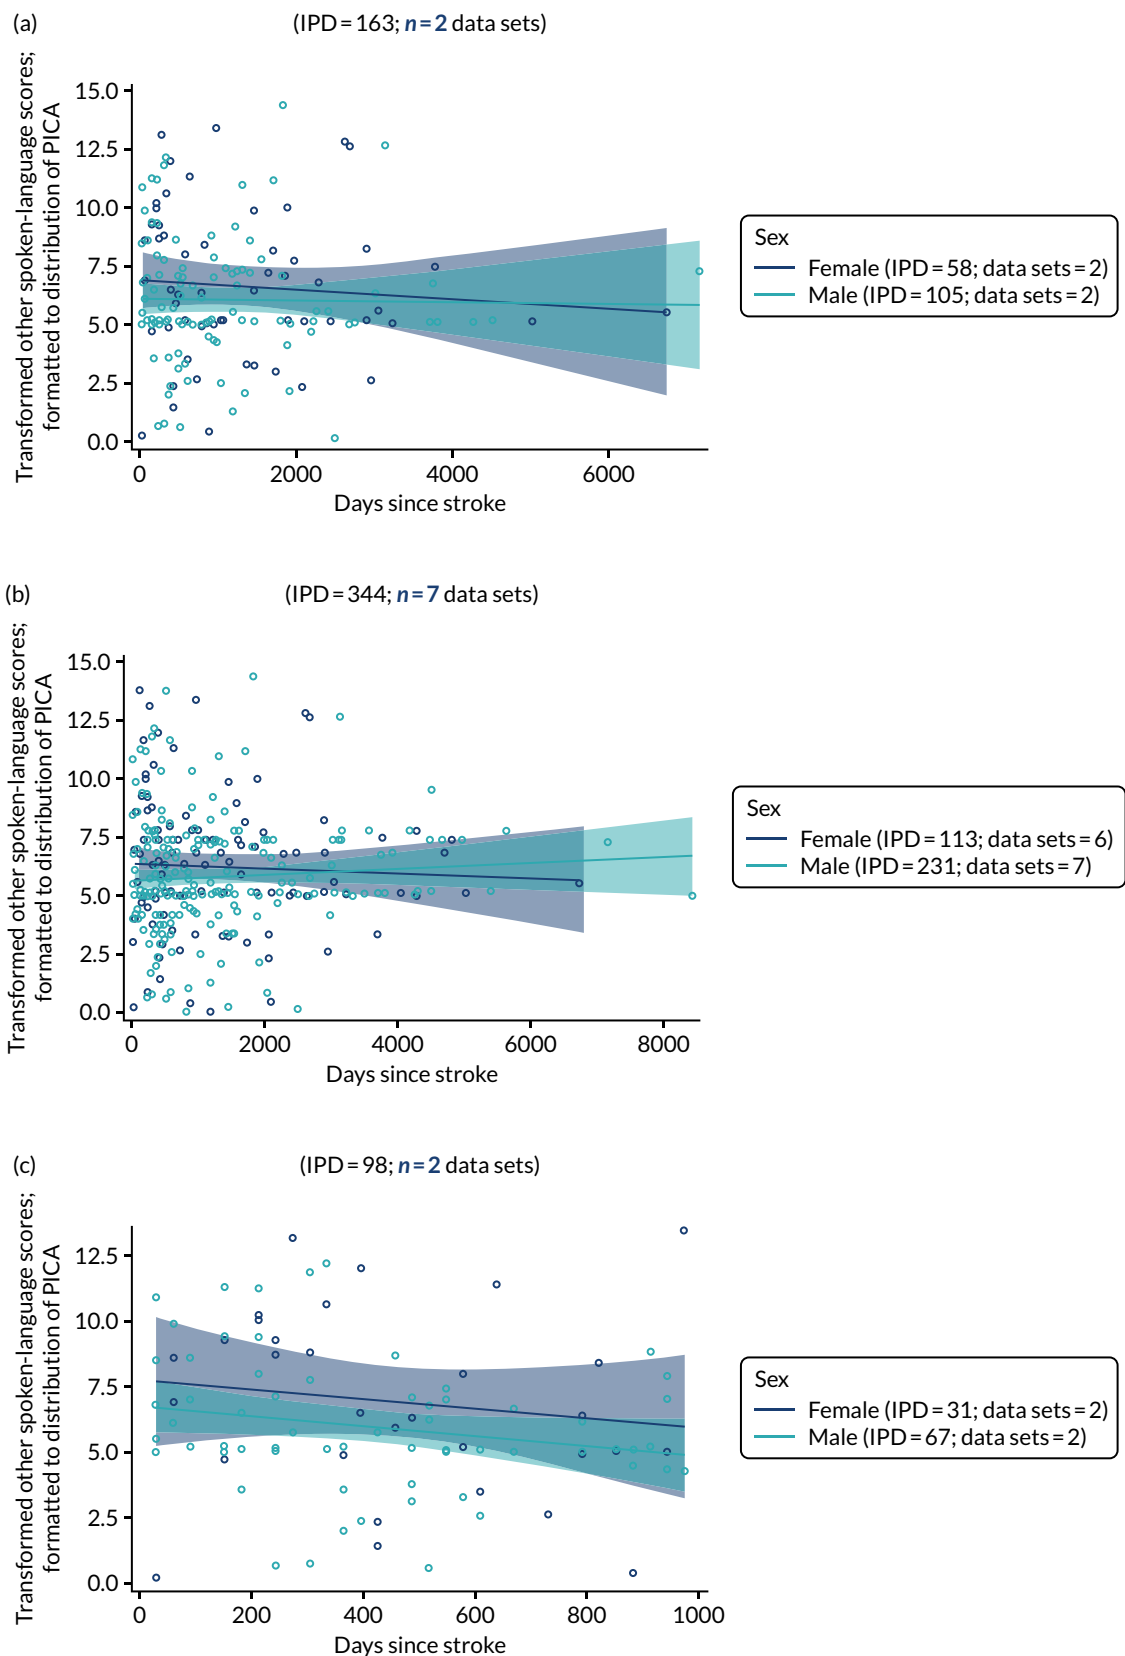 (a)
(IPD = 163; n = 2 data sets)
Transformed other spoken-language scores;
formatted to distribution of PICA
15.0
12.5
10.0
7.5
5.0
2.5
0.0
0 2000 4000 6000
Days since stroke
Sex
Female (IPD = 58; data sets = 2)
Male (IPD = 105; data sets = 2)
(b)
(IPD = 344; n = 7 data sets)
Transformed other spoken-language scores;
formatted to distribution of PICA
15.0
12.5
10.0
7.5
5.0
2.5
0.0
0 2000 4000 6000 8000
Days since stroke
Sex
Female (IPD = 113; data sets = 6)
Male (IPD = 231; data sets = 7)
(c)
(IPD = 98; n = 2 data sets)
Transformed other spoken-language scores;
formatted to distribution of PICA
12.5
10.0
7.5
5.0
2.5
0.0
0 200 400 600 800 1000
Days since stroke
Sex
Female (IPD = 31; data sets = 2)
Male (IPD = 67; data sets = 2)